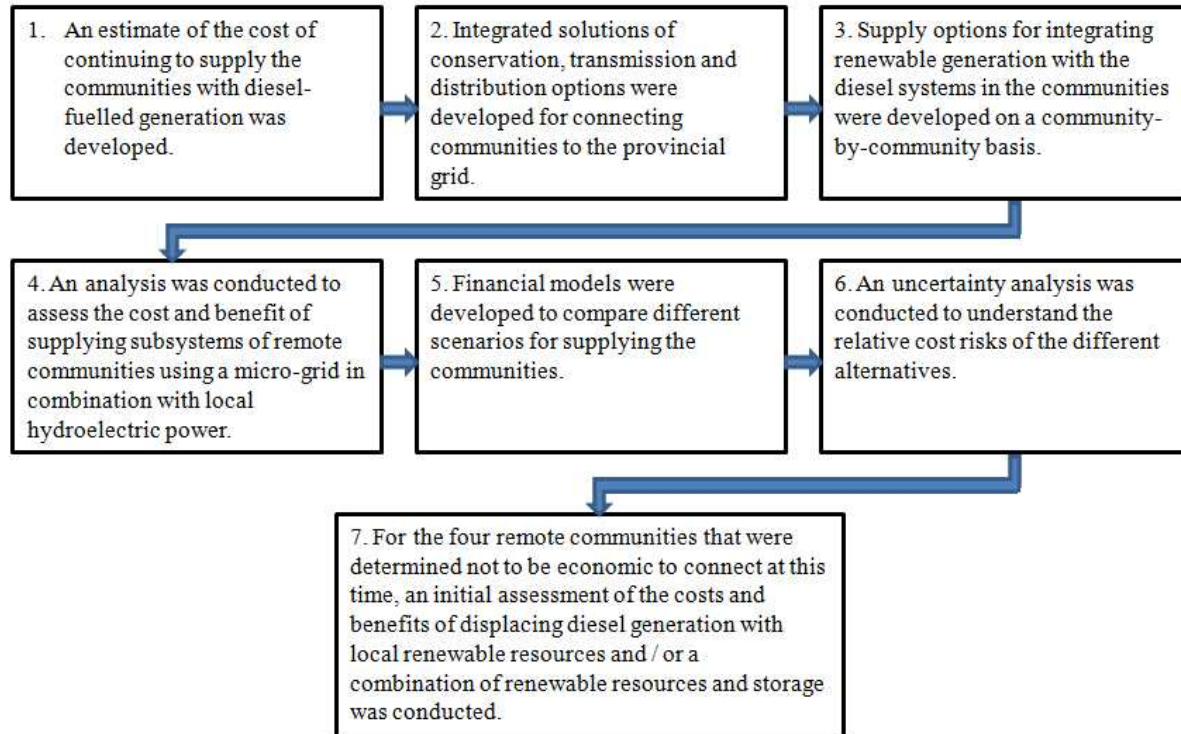 1. An estimate of the cost of
continuing to supply the
communities with diesel-
fuelled generation was
developed.
2. Integrated solutions of
conservation, transmission and
distribution options were
developed for connecting
communities to the provincial
grid.
3. Supply options for integrating
renewable generation with the
diesel systems in the communities
were developed on a community-
by-community basis.
4. An analysis was conducted to
assess the cost and benefit of
supplying subsystems of remote
communities using a micro-grid in
combination with local
hydroelectric power.
5. Financial models were
developed to compare different
scenarios for supplying the
communities.
6. An uncertainty analysis was
conducted to understand the
relative cost risks of the different
alternatives.
7. For the four remote communities that were
determined not to be economic to connect at this
time, an initial assessment of the costs and
benefits of displacing diesel generation with
local renewable resources and / or a
combination of renewable resources and storage
was conducted.